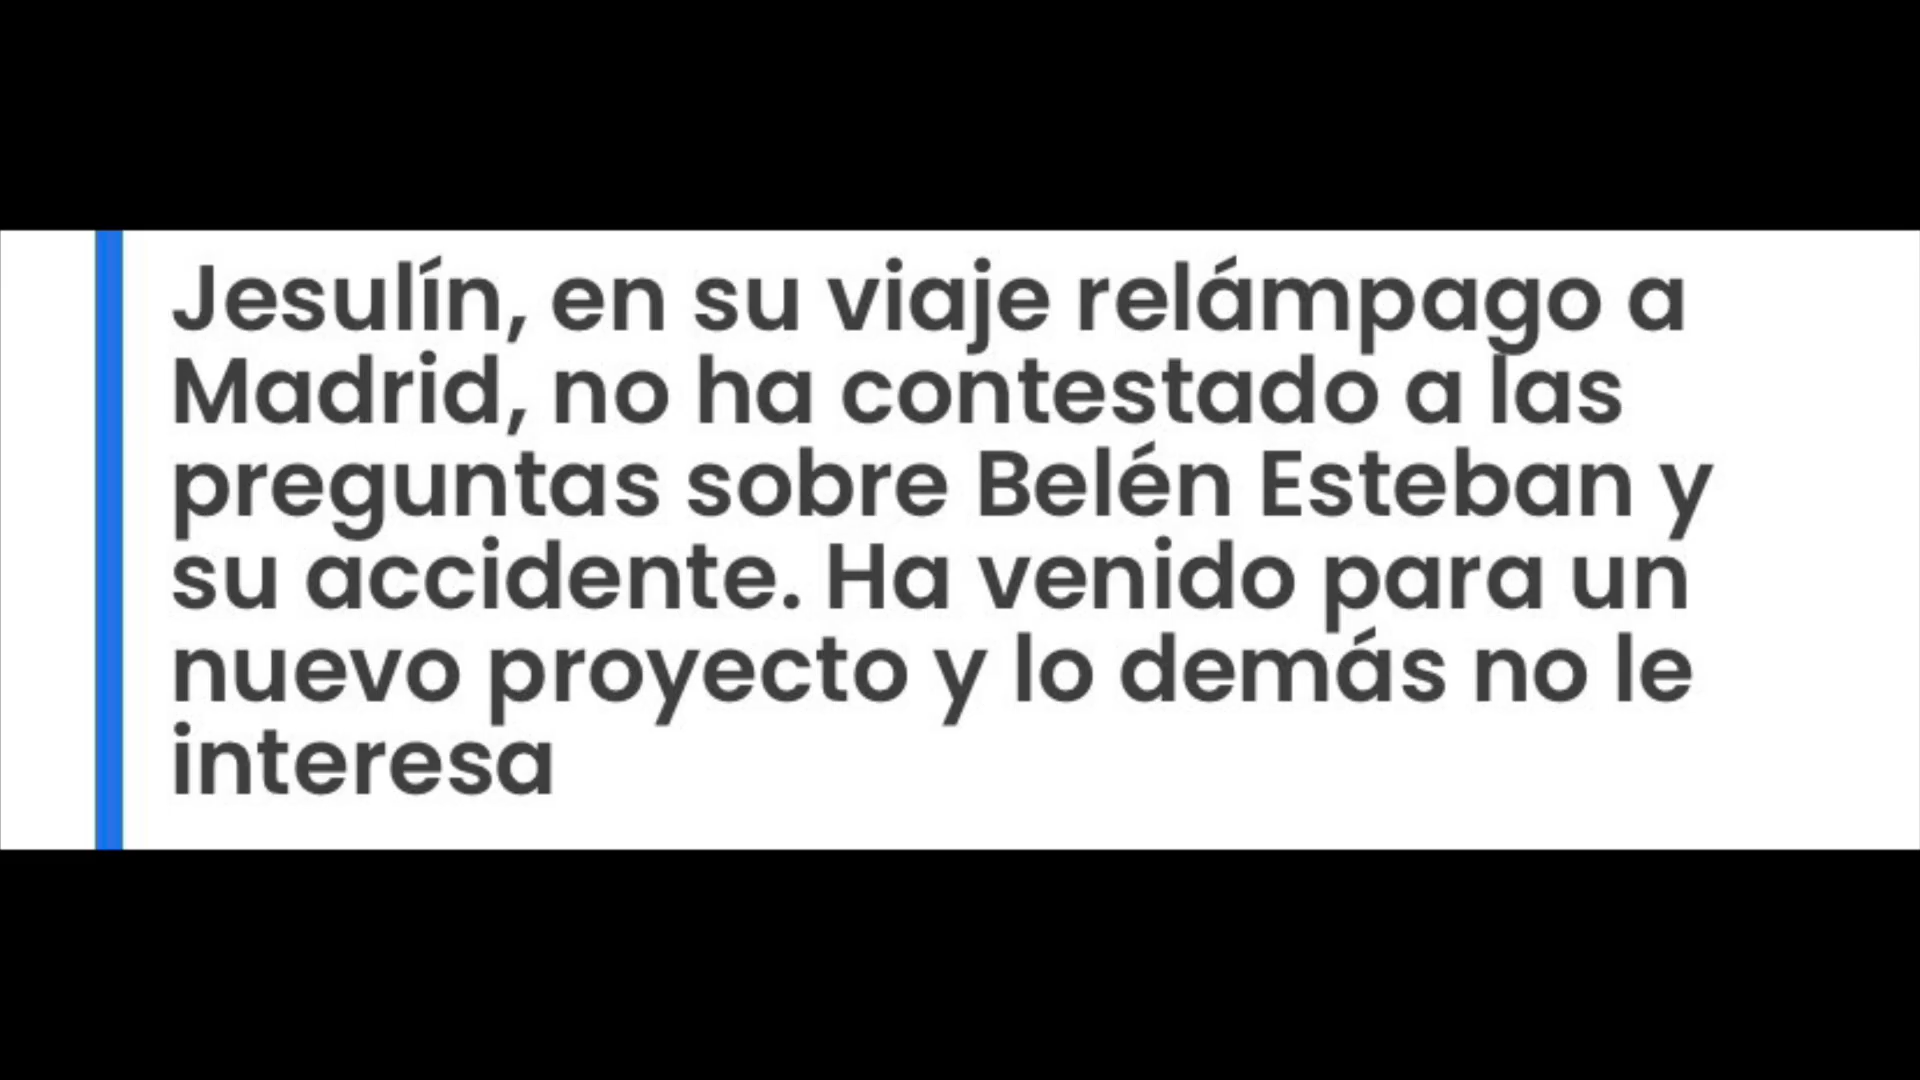 Jesulín, en su viaje relámpago a
Madrid, no ha contestado a las
preguntas sobre Belén Esteban y
su accidente. Ha venido para un
nuevo proyecto y lo demás no le
interesa